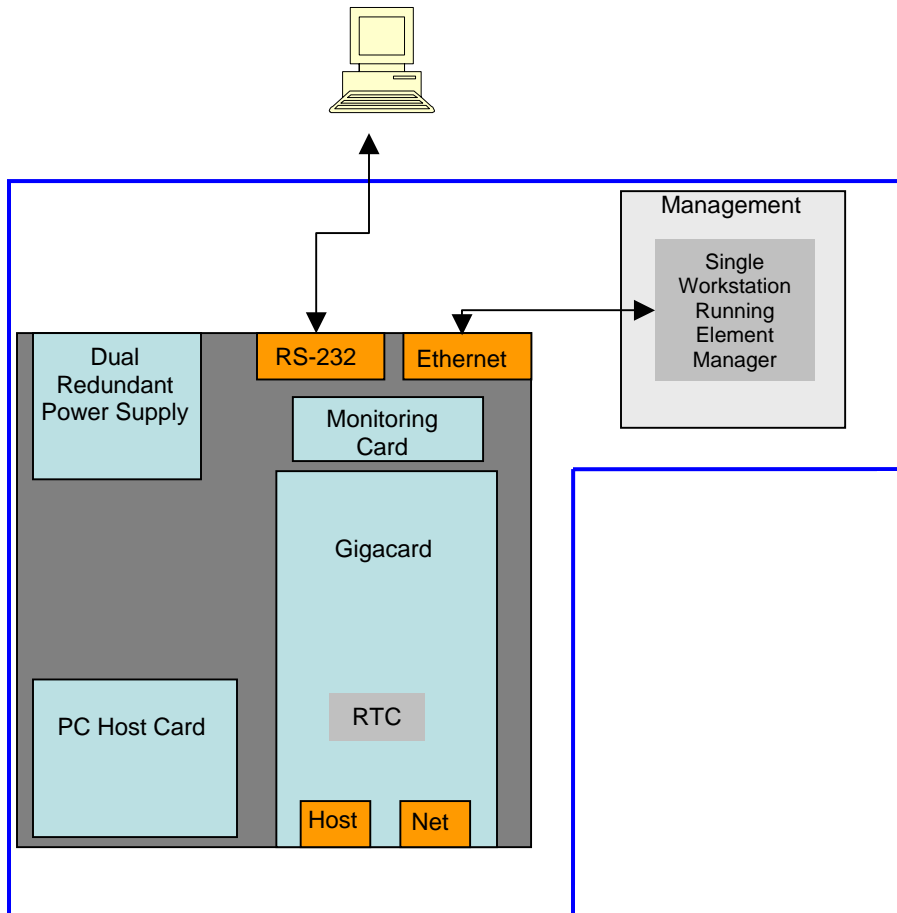 Management
Single
Workstation
Running
Element
Manager
Dual
Redundant
Power Supply
RS-232
Ethernet
Monitoring
Card
Gigacard
PC Host Card
RTC
Host
Net